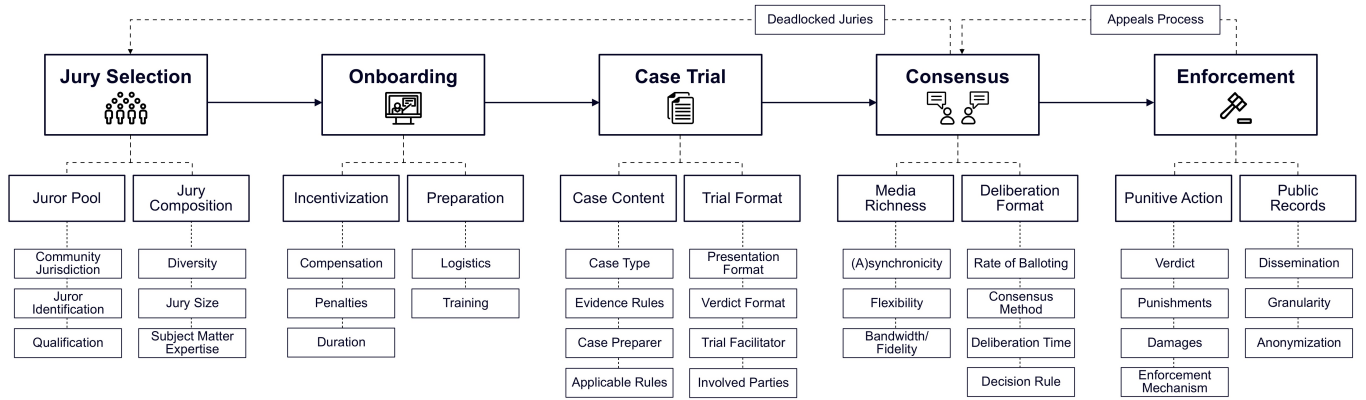 Deadlocked Juries
Appeals Process
Jury Selection
Onboarding
Case Trial
Consensus
Enforcement
Juror Pool
Jury
Composition
Incentivization
Preparation
Case Content
Trial Format
Media
Richness
Deliberation
Format
Punitive Action
Public
Records
Community
Jurisdiction
Juror
Identification
Qualification
Diversity
Jury Size
Subject Matter
Expertise
Compensation
Penalties
Duration
Logistics
Training
Case Type
Evidence Rules
Case Preparer
Applicable Rules
Presentation
Format
Verdict Format
Trial Facilitator
Involved Parties
(A)synchronicity
Flexibility
Bandwidth/
Fidelity
Rate of Balloting
Consensus
Method
Deliberation Time
Decision Rule
Verdict
Punishments
Damages
Enforcement
Mechanism
Dissemination
Granularity
Anonymization